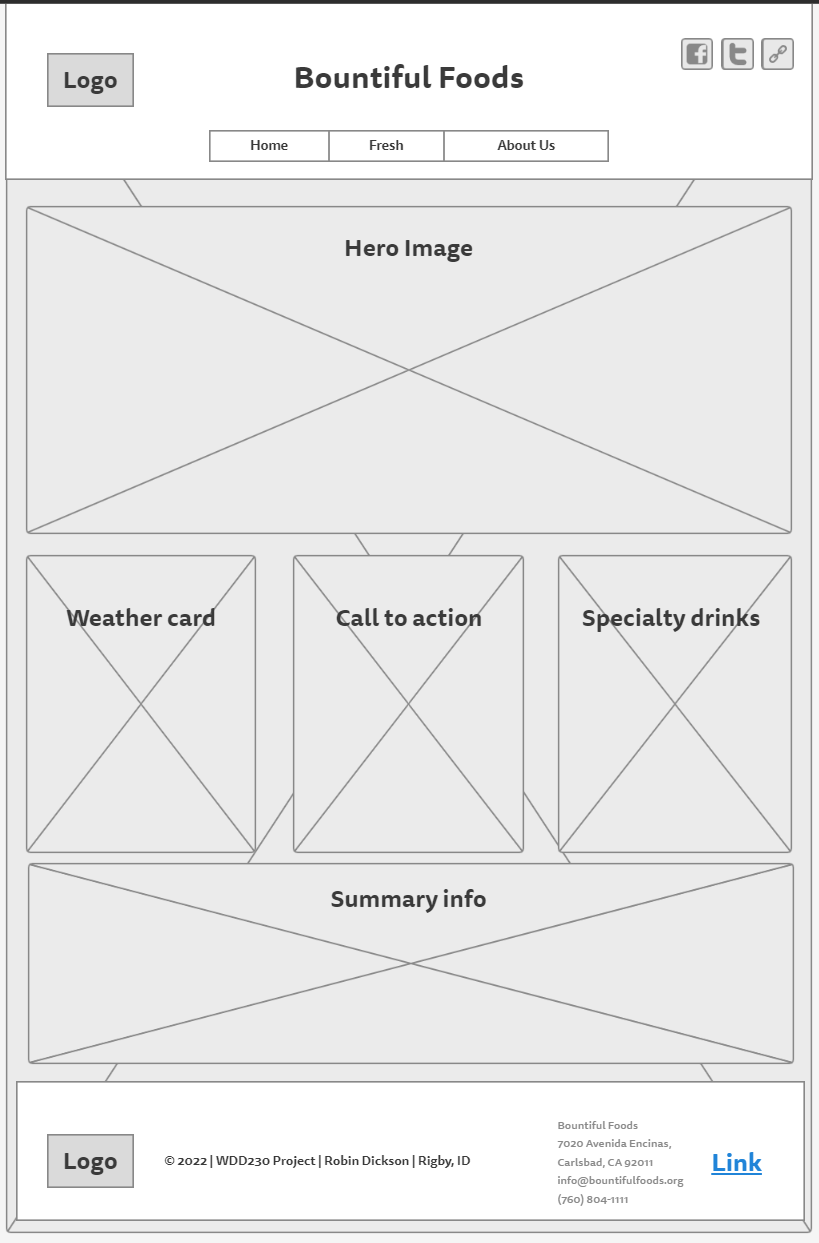 Logo
Bountiful Foods
Home
Fresh
About Us
Hero Image
Weather card
Call to action
Specialty drinks
Summary info
Logo
© 2022 | WDD230 Project | Robin Dickson | Rigby, ID
Bountiful Foods
7020 Avenida Encinas,
Carlsbad, CA 92011
info@bountifulfoods.org
(760) 804-1111
Link